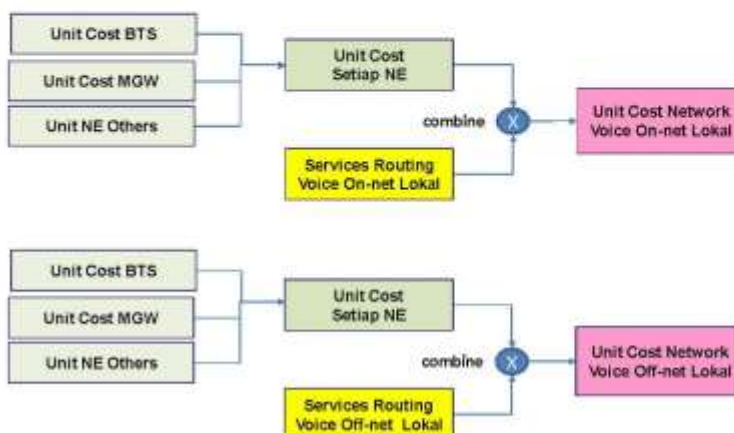 Unit Cost BTS
Unit Cost MGW
Unit NE Others
Unit Cost
Setiap NE
combine
X
Services Routing
Voice On-net Lokal
Unit Cost Network
Voice On-net Lokal
Unit Cost BTS
Unit Cost MGW
Unit NE Others
Unit Cost
Setiap NE
combine
X
Services Routing
Voice Off-net Lokal
Unit Cost Network
Voice Off-net Lokal